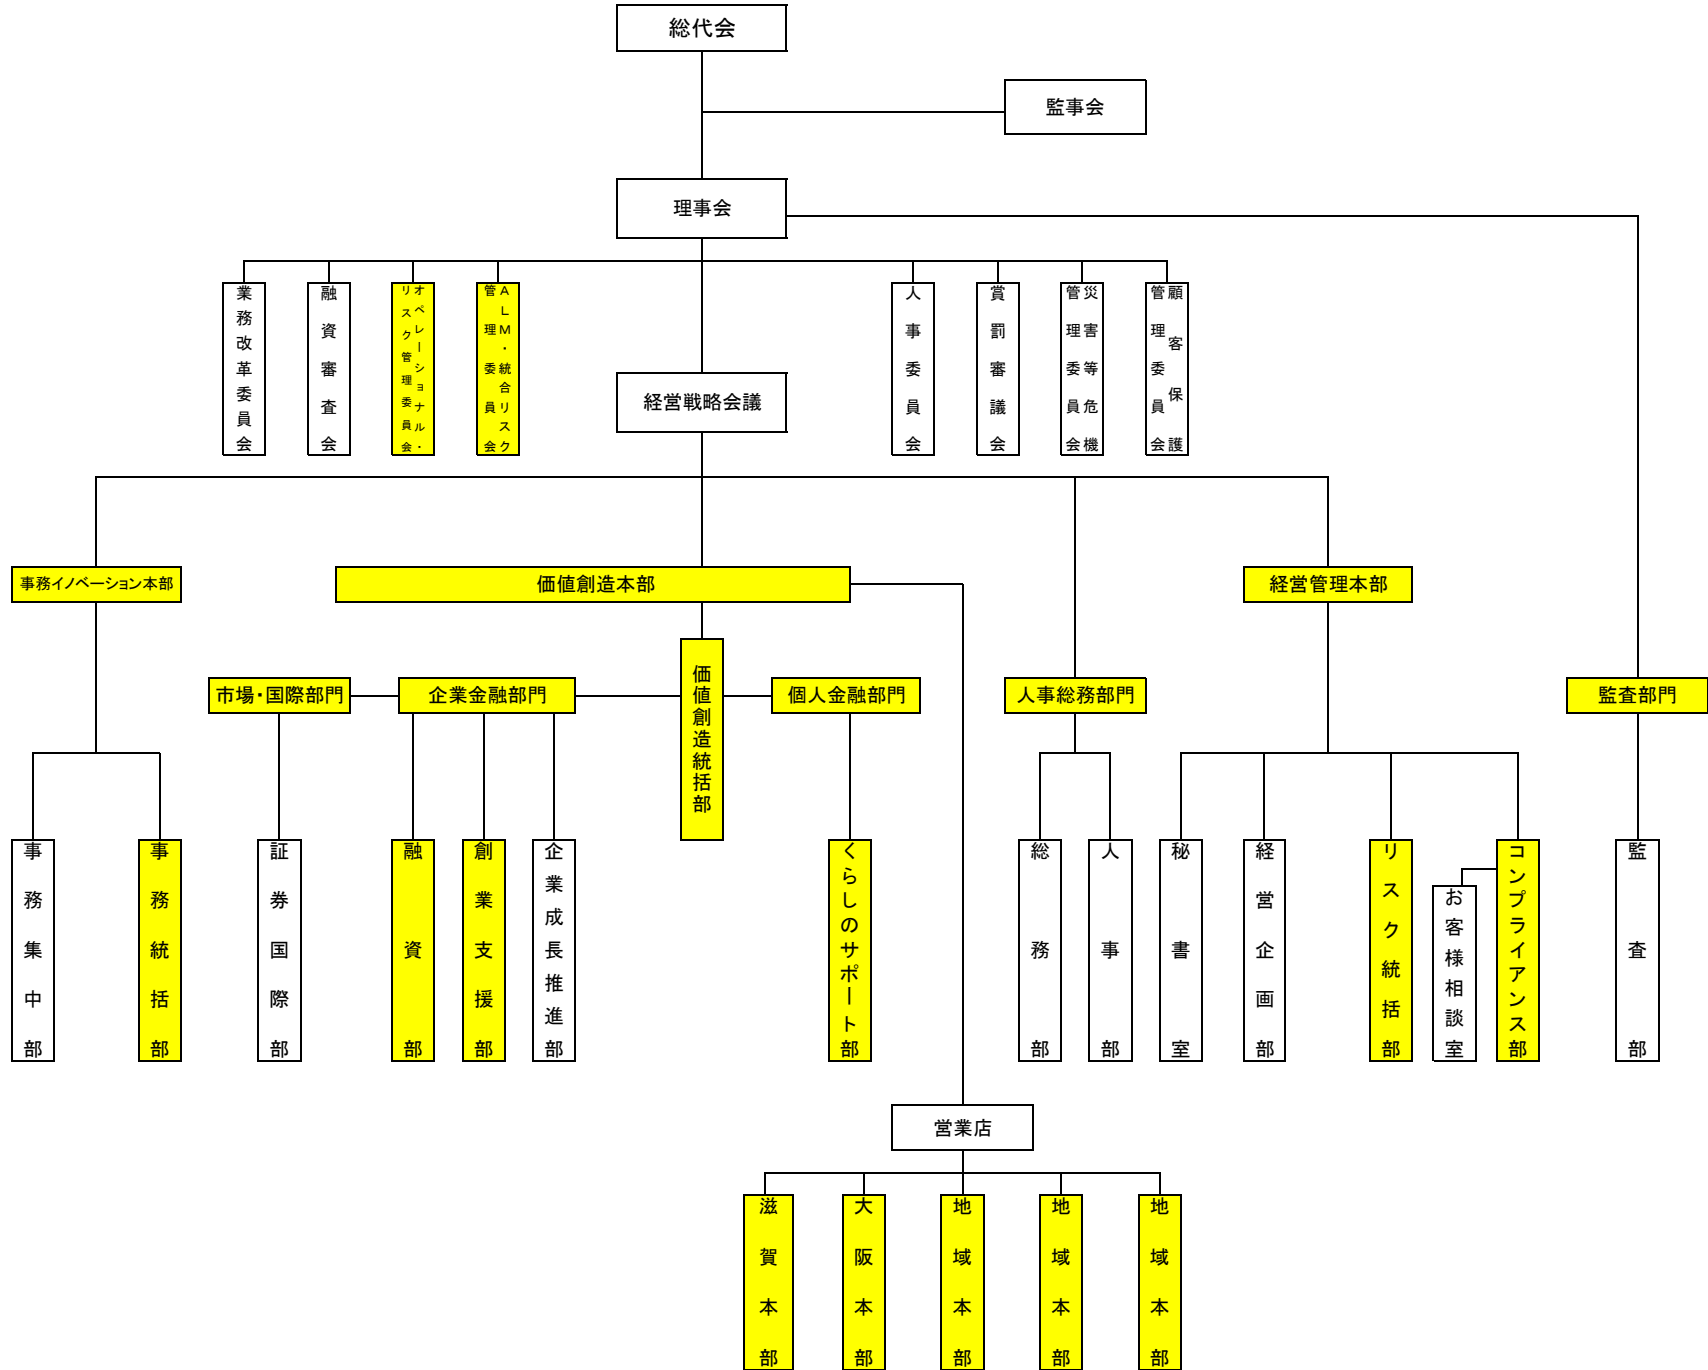 総代会
監事会
理事会
業務改革委員会
融資審査会
オペレーショナル・
リスク管理委員会
ALM・統合リスク
管理委員会
人事委員会
賞罰審議会
災害等危機
管理委員会
顧客保護
管理委員会
経営戦略会議
事務イノベーション本部
価値創造本部
経営管理本部
価値創造統括部
市場・国際部門
企業金融部門
個人金融部門
人事総務部門
監査部門
事務集中部
事務統括部
証券国際部
融資部
創業支援部
企業成長推進部
くらしのサポート部
総務部
人事部
秘書室
経営企画部
リスク統括部
お客様相談室
コンプライアンス部
監査部
営業店
滋賀本部
大阪本部
地域本部
地域本部
地域本部